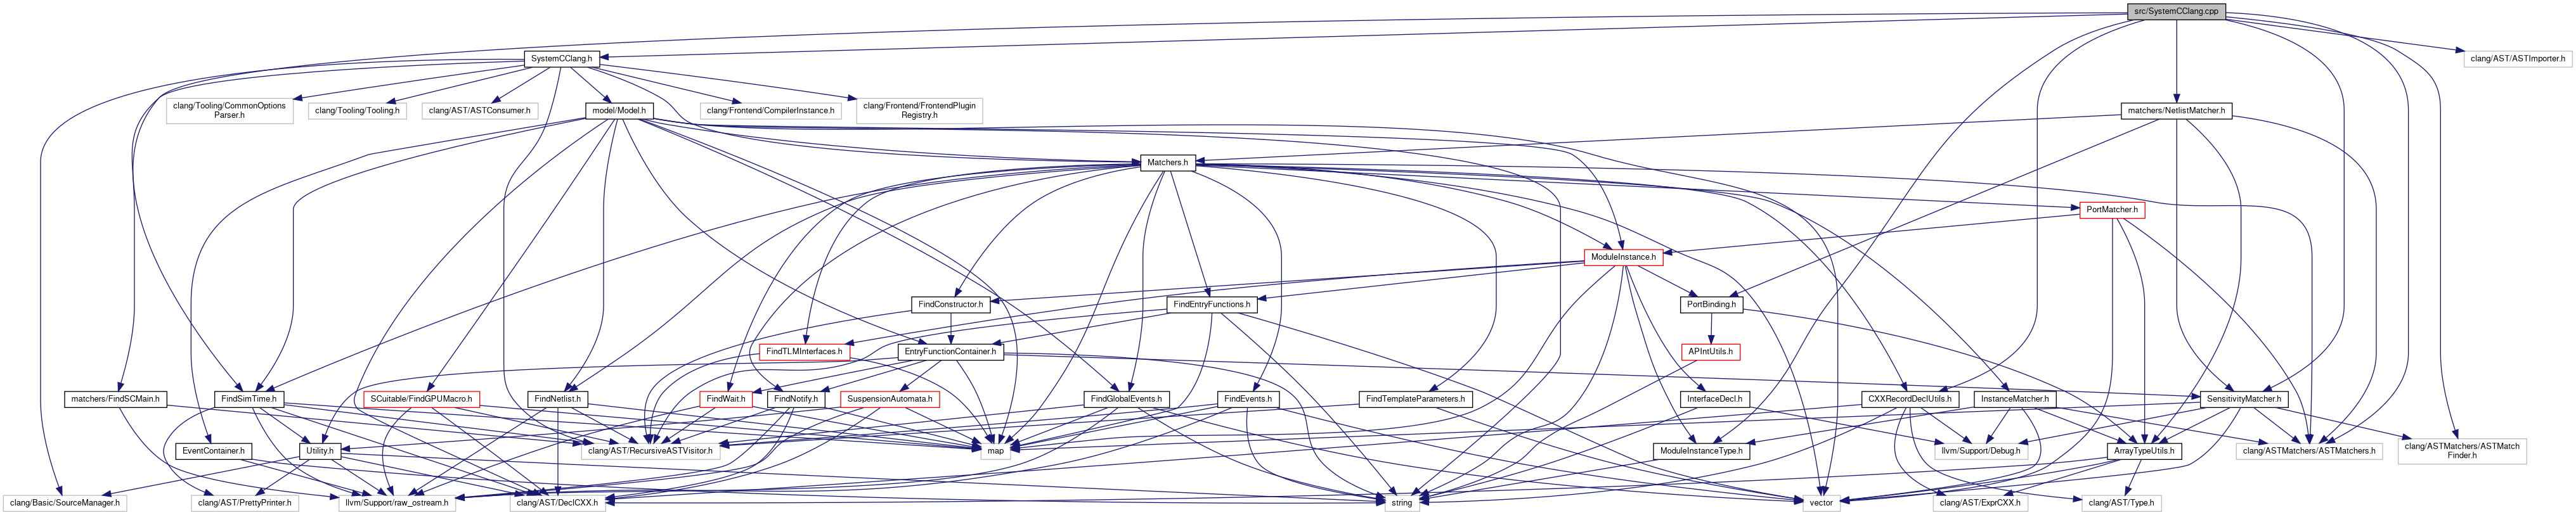 src/SystemCClang.cpp
SystemCClang.h
clang/AST/ASTImporter.h
clang/Tooling/CommonOptions
Parser.h
clang/Tooling/Tooling.h
clang/AST/ASTConsumer.h
model/Model.h
clang/Frontend/CompilerInstance.h
clang/Frontend/FrontendPlugin
Registry.h
matchers/NetlistMatcher.h
Matchers.h
PortMatcher.h
ModuleInstance.h
FindConstructor.h
FindEntryFunctions.h
PortBinding.h
FindTLMInterfaces.h
EntryFunctionContainer.h
APIntUtils.h
matchers/FindSCMain.h
FindSimTime.h
SCuitable/FindGPUMacro.h
FindNetlist.h
FindWait.h
FindNotify.h
SuspensionAutomata.h
FindGlobalEvents.h
FindEvents.h
FindTemplateParameters.h
InterfaceDecl.h
CXXRecordDeclUtils.h
InstanceMatcher.h
SensitivityMatcher.h
EventContainer.h
Utility.h
clang/AST/RecursiveASTVisitor.h
map
ModuleInstanceType.h
llvm/Support/Debug.h
ArrayTypeUtils.h
clang/ASTMatchers/ASTMatchers.h
clang/ASTMatchers/ASTMatch
Finder.h
clang/Basic/SourceManager.h
clang/AST/PrettyPrinter.h
llvm/Support/raw_ostream.h
clang/AST/DeclCXX.h
string
vector
clang/AST/ExprCXX.h
clang/AST/Type.h